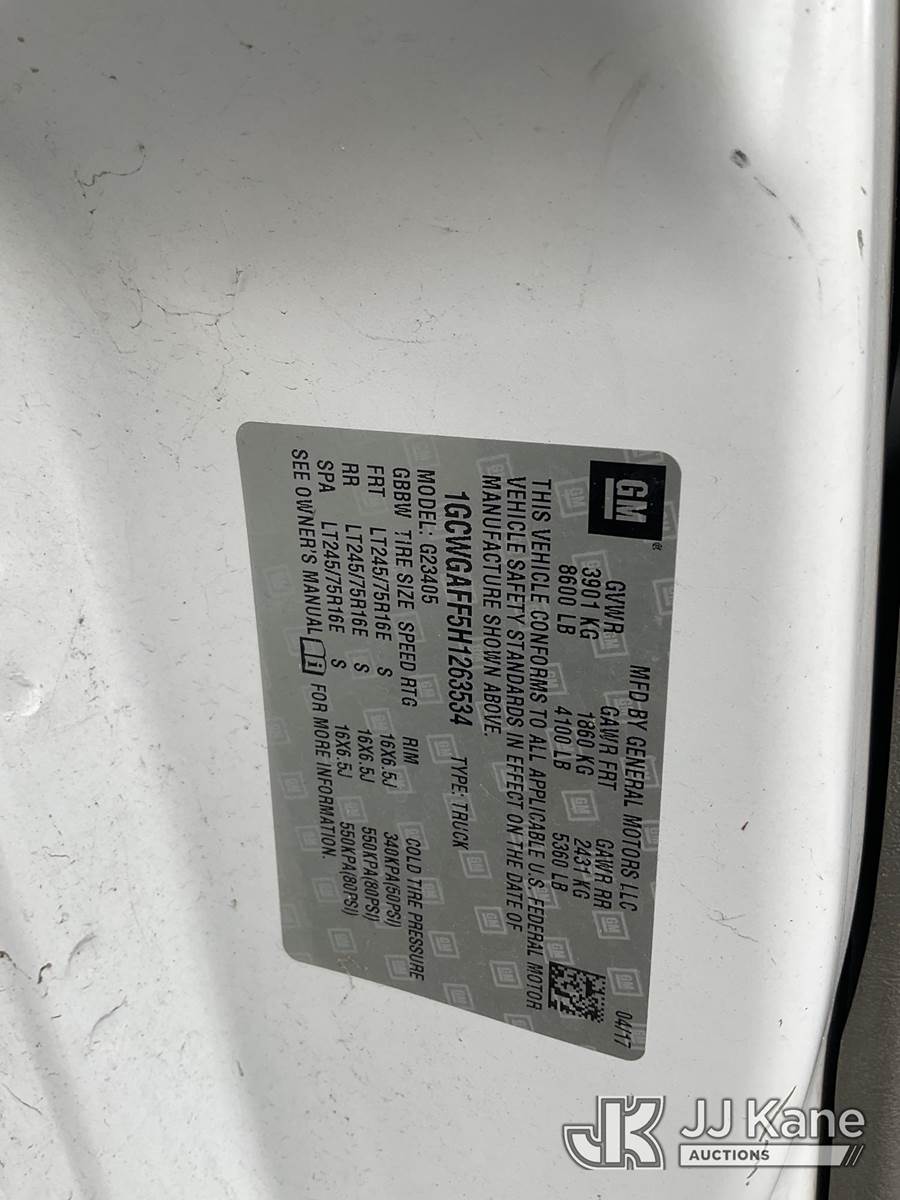 GM
®
MFD BY GENERAL MOTORS LLC 04/17
GVWR GAWR FRT GAWR RR
3901 KG 1860 KG 2431 KG
8600 LB 4100 LB 5360 LB
THIS VEHICLE CONFORMS TO ALL APPLICABLE U.S. FEDERAL MOTOR
VEHICLE SAFETY STANDARDS IN EFFECT ON THE DATE OF
MANUFACTURE SHOWN ABOVE.
1GCWGAFF5H1263534 TYPE: TRUCK
MODEL: G23405
GBBW TIRE SIZE SPEED RTG RIM COLD TIRE PRESSURE
FRT LT245/75R16E S 16X6.5J 340KPA(50PSI)
RR LT245/75R16E S 16X6.5J 550KPA(80PSI)
SPA LT245/75R16E S 16X6.5J 550KPA(80PSI)
SEE OWNER'S MANUAL FOR MORE INFORMATION.
JK JJ Kane
AUCTIONS